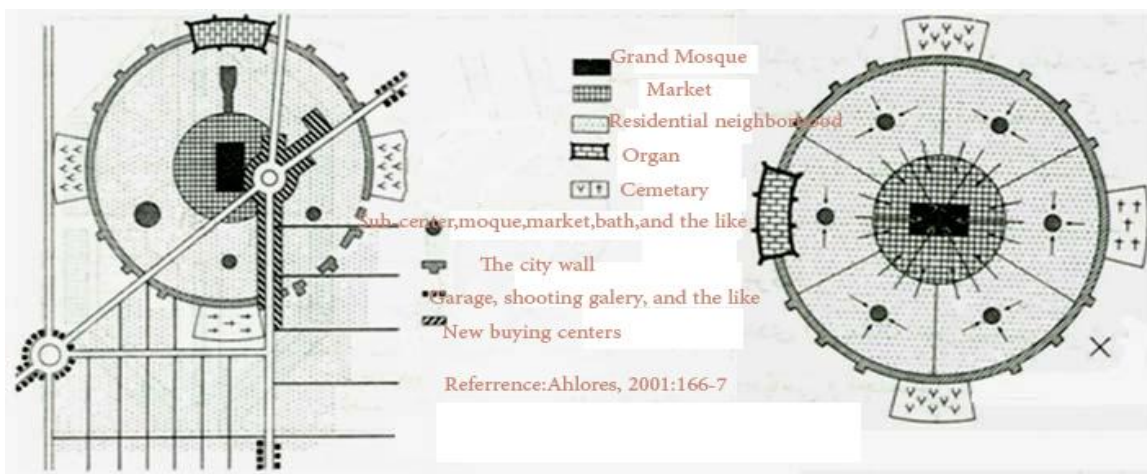 Grand Mosque
Market
Residential neighborhood
Organ
Cemetary
Sub-center,moque,market,bath,and the like
The city wall
Garage, shooting galery, and the like
New buying centers
Referrence:Ahlores, 2001:166-7